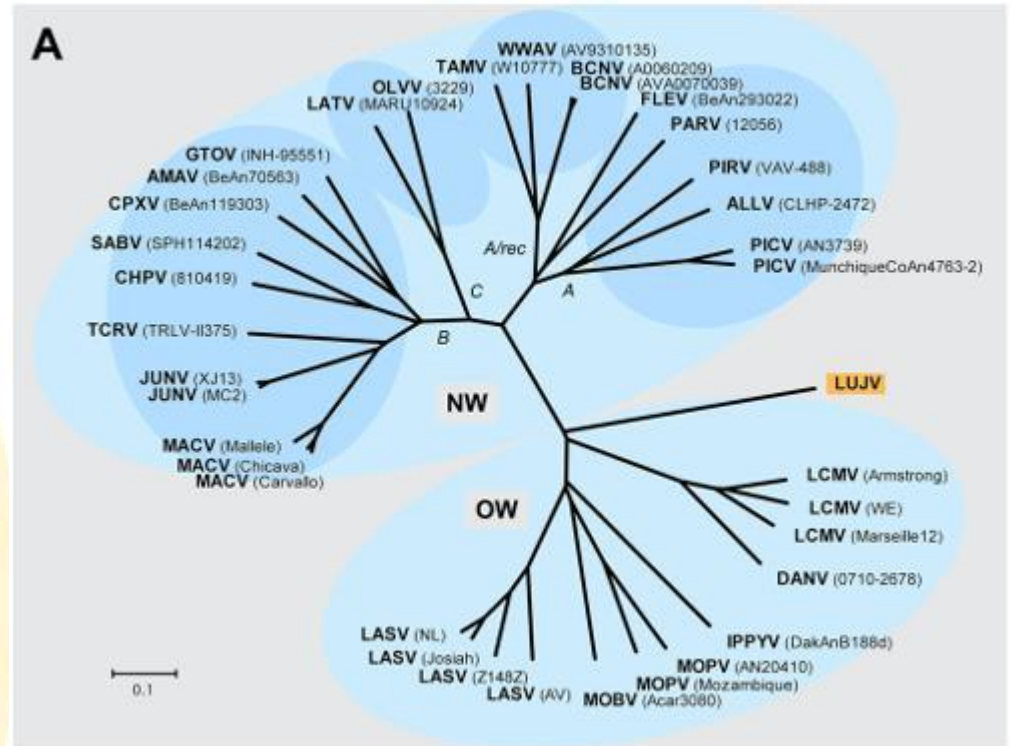 A
WWAV (AV9310135)
TAMV (W10777) BCNV (A0060209)
OLVV (3229) BCNV (AVA0070039)
LATV (MARU10924) FLEV (BeAn293022)
PARV (12056)
GTOV (INH-95551)
PIRV (VAV-488)
AMAV (BeAn70563)
CPXV (BeAn119303)
ALLV (CLHP-2472)
SABV (SPH114202)
A/rec
PICV (AN3739)
CHPV (810419)
PICV (MunchiqueCoAn4763-2)
C
A
TCRV (TRLV-II375)
B
JUNV (XJ13)
LUJV
JUNV (MC2)
NW
MACV (Mallele)
MACV (Chicava)
MACV (Carvallo)
LCMV (Armstrong)
OW
LCMV (WE)
LCMV (Marseille12)
DANV (0710-2678)
LASV (NL)
IPPYV (DakAnB188d)
LASV (Josiah)
MOPV (AN20410)
LASV (Z148Z)
MOPV (Mozambique)
LASV (AV)
MOBV (Acar3080)
0.1